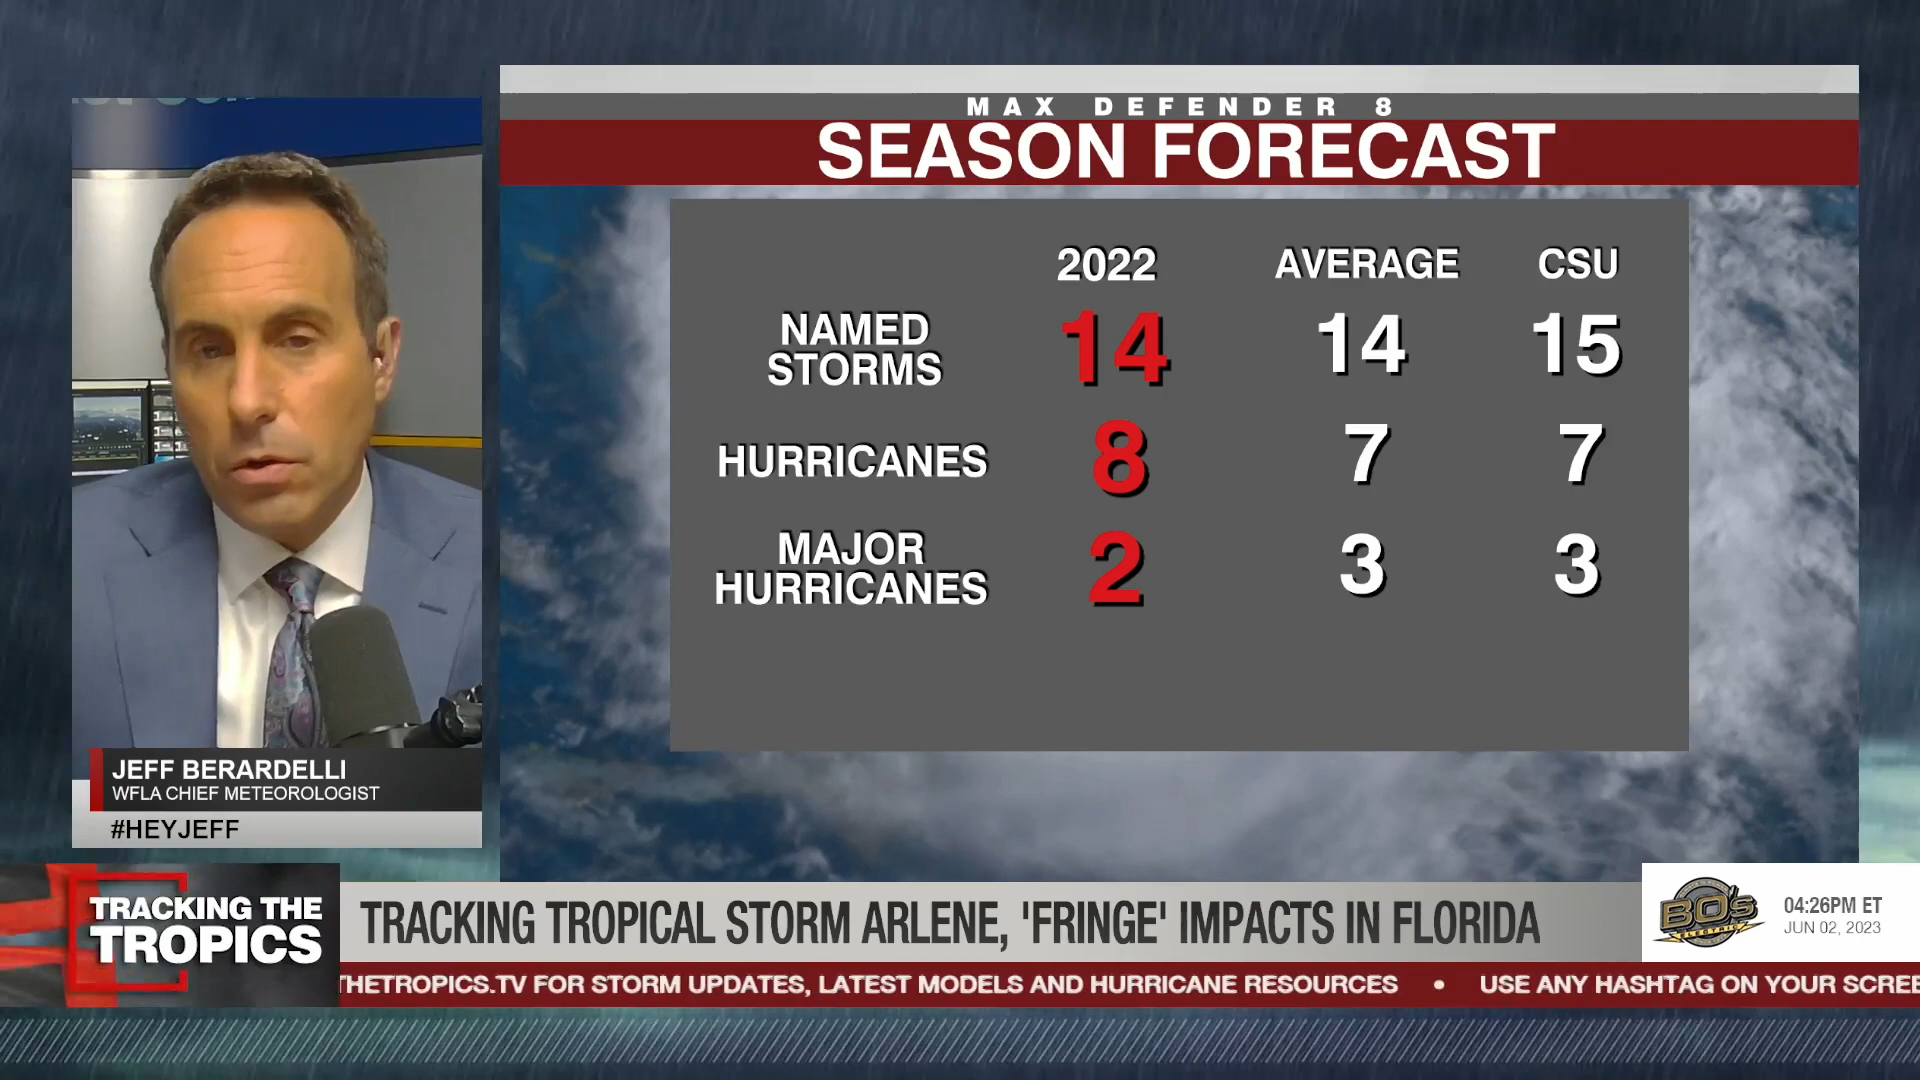 MAX DEFENDER 8
SEASON FORECAST
2022 AVERAGE CSU
NAMED STORMS 14 14 15
HURRICANES 8 7 7
MAJOR HURRICANES 2 3 3
JEFF BERARDELLI
WFLA CHIEF METEOROLOGIST
#HEYJEFF
TRACKING THE
TROPICS
TRACKING TROPICAL STORM ARLENE, 'FRINGE' IMPACTS IN FLORIDA
BO's
ELECTRIC
04:26PM ET
JUN 02, 2023
THETROPICS.TV FOR STORM UPDATES, LATEST MODELS AND HURRICANE RESOURCES • USE ANY HASHTAG ON YOUR SCREE